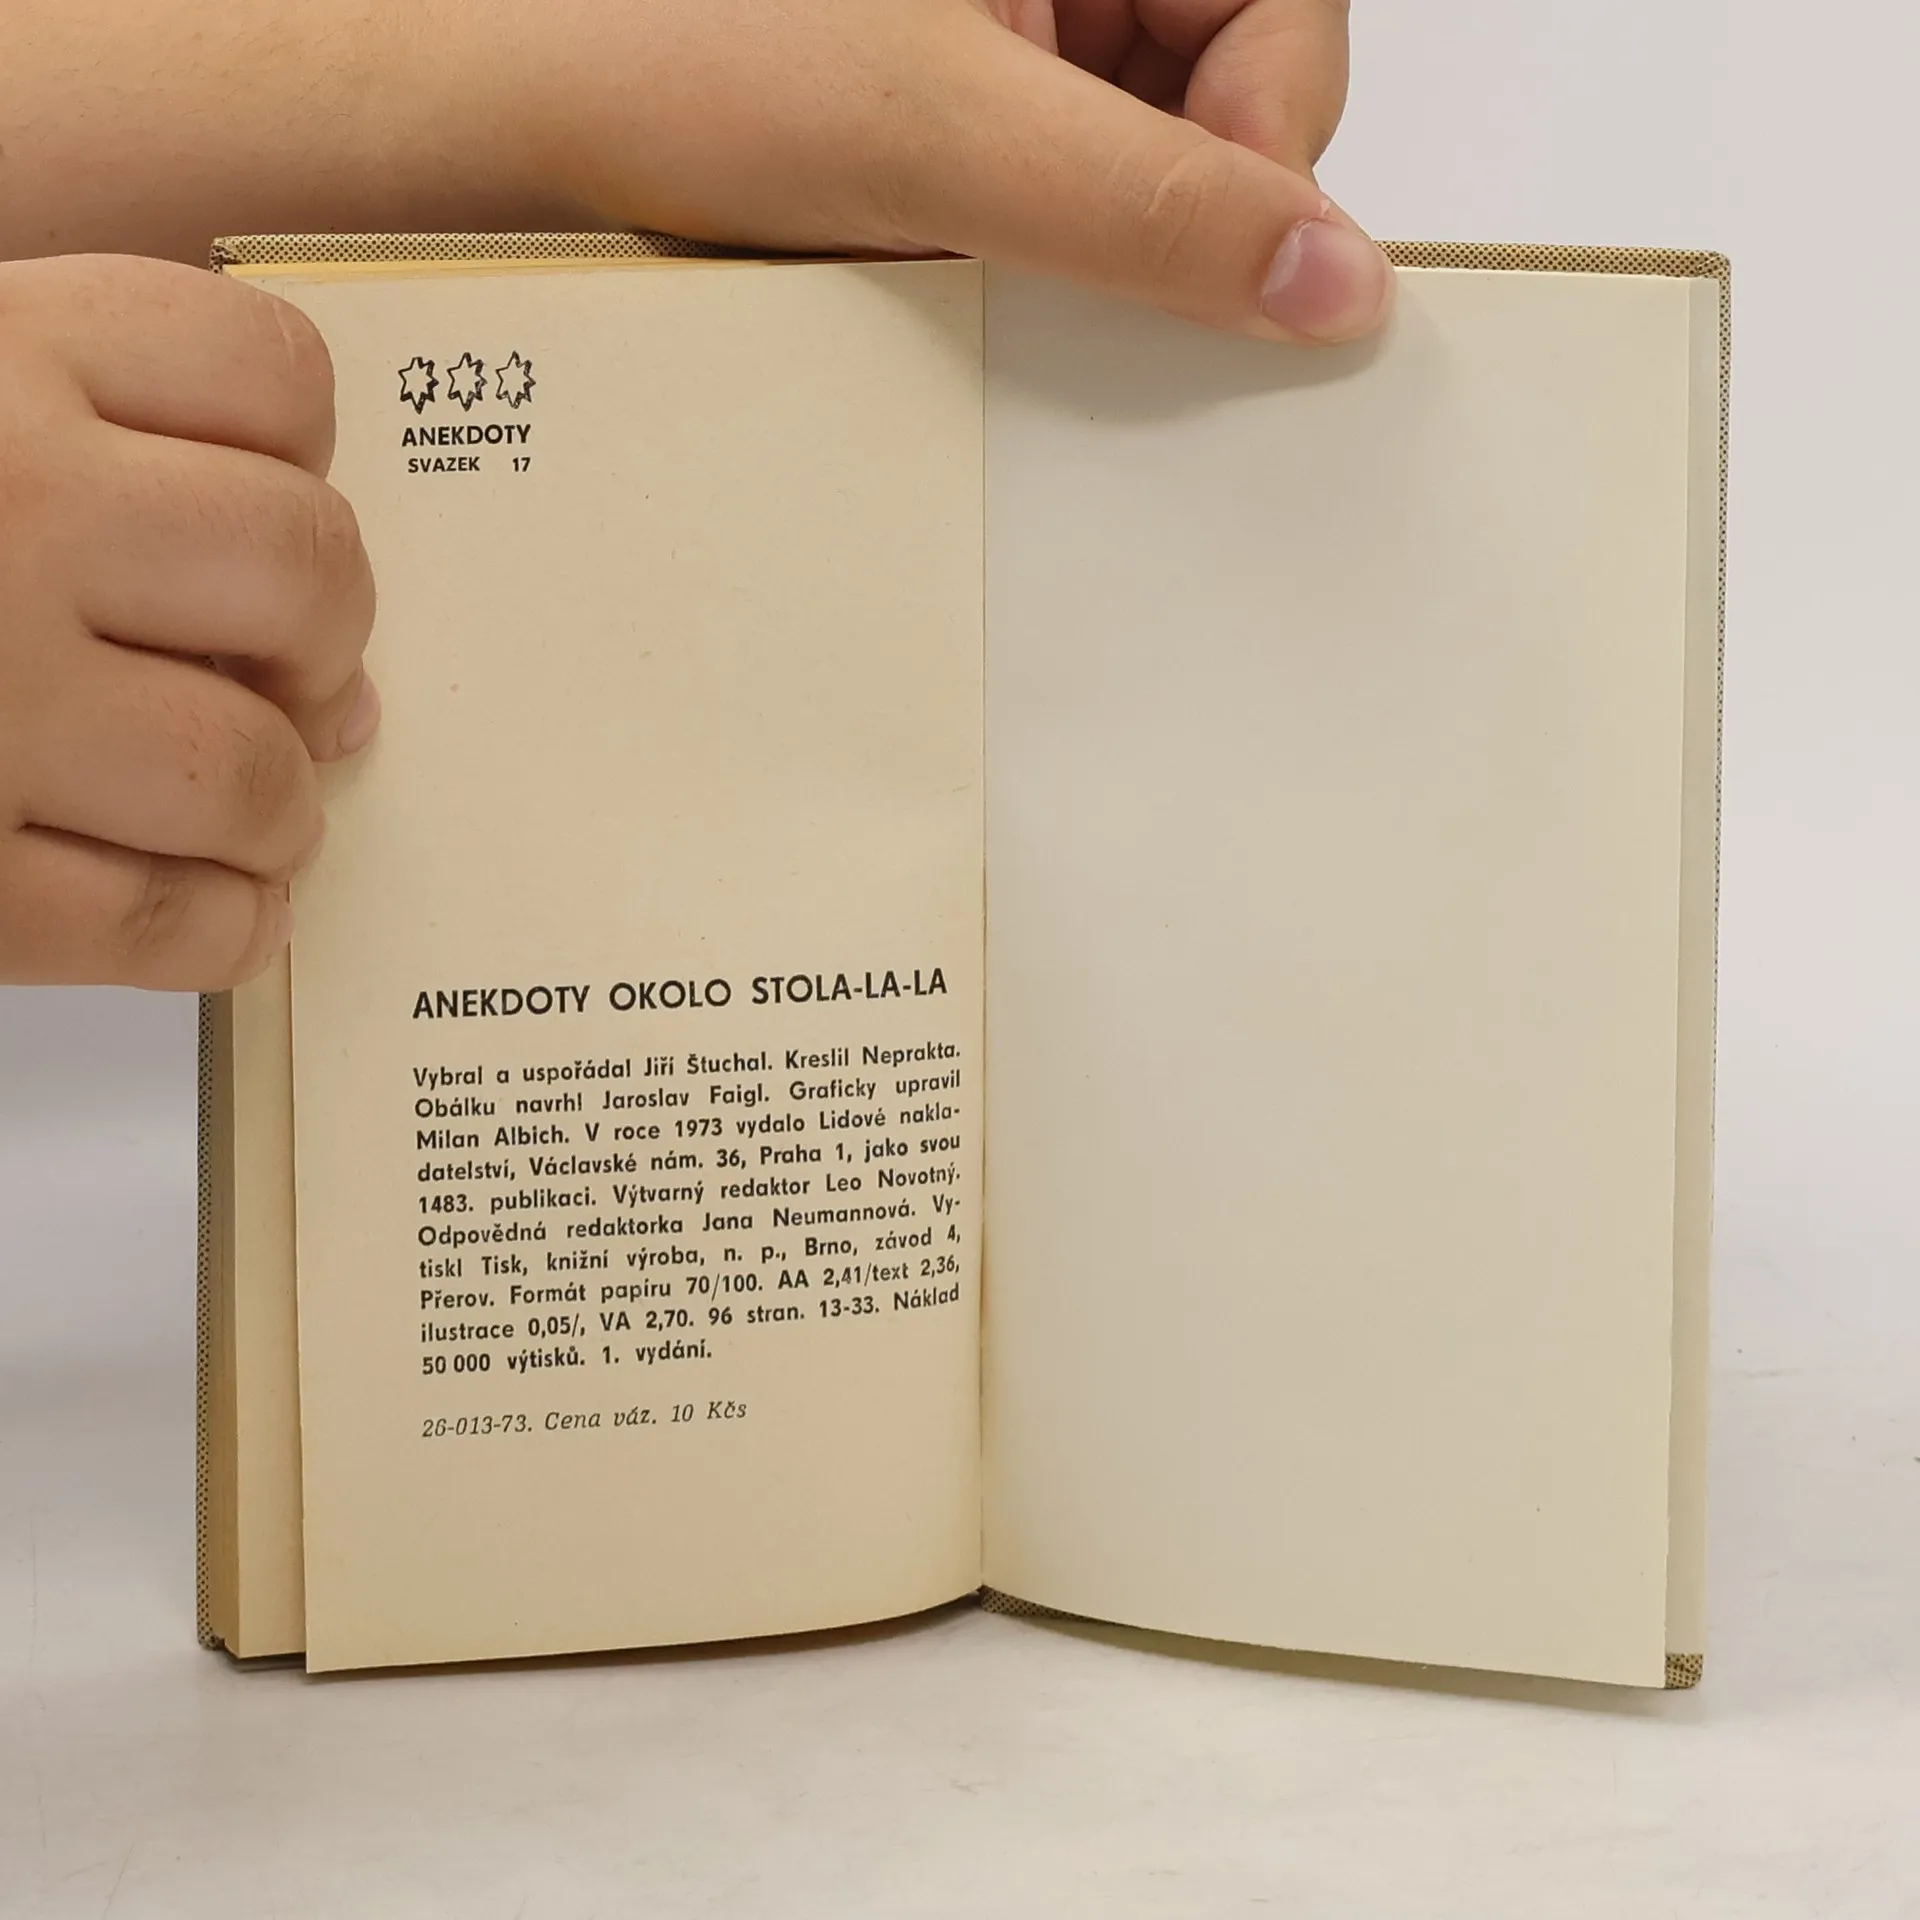 ANEKDOTY
SVAZEK 17
ANEKDOTY OKOLO STOLA-LA-LA
Vybral a uspořádal Jiří Štuchal. Kreslil Neprakta.
Obálku navrhl Jaroslav Faigl. Graficky upravil
Milan Albich. V roce 1973 vydalo Lidové nakla-
datelství, Václavské nám. 36, Praha 1, jako svou
1483. publikaci. Výtvarný redaktor Leo Novotný.
Odpovědná redaktorka Jana Neumannová. Vy-
tiskl Tisk, knižní výroba, n. p., Brno, závod 4,
Přerov. Formát papíru 70/100. AA 2,41/text 2,36,
ilustrace 0,05/, VA 2,70. 96 stran. 13-33. Náklad
50 000 výtisků. 1. vydání.
26-013-73. Cena váz. 10 Kčs